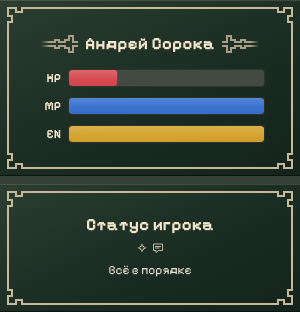 Андрей Сорока
HP
MP
EN
Статус игрока
Всё в порядке